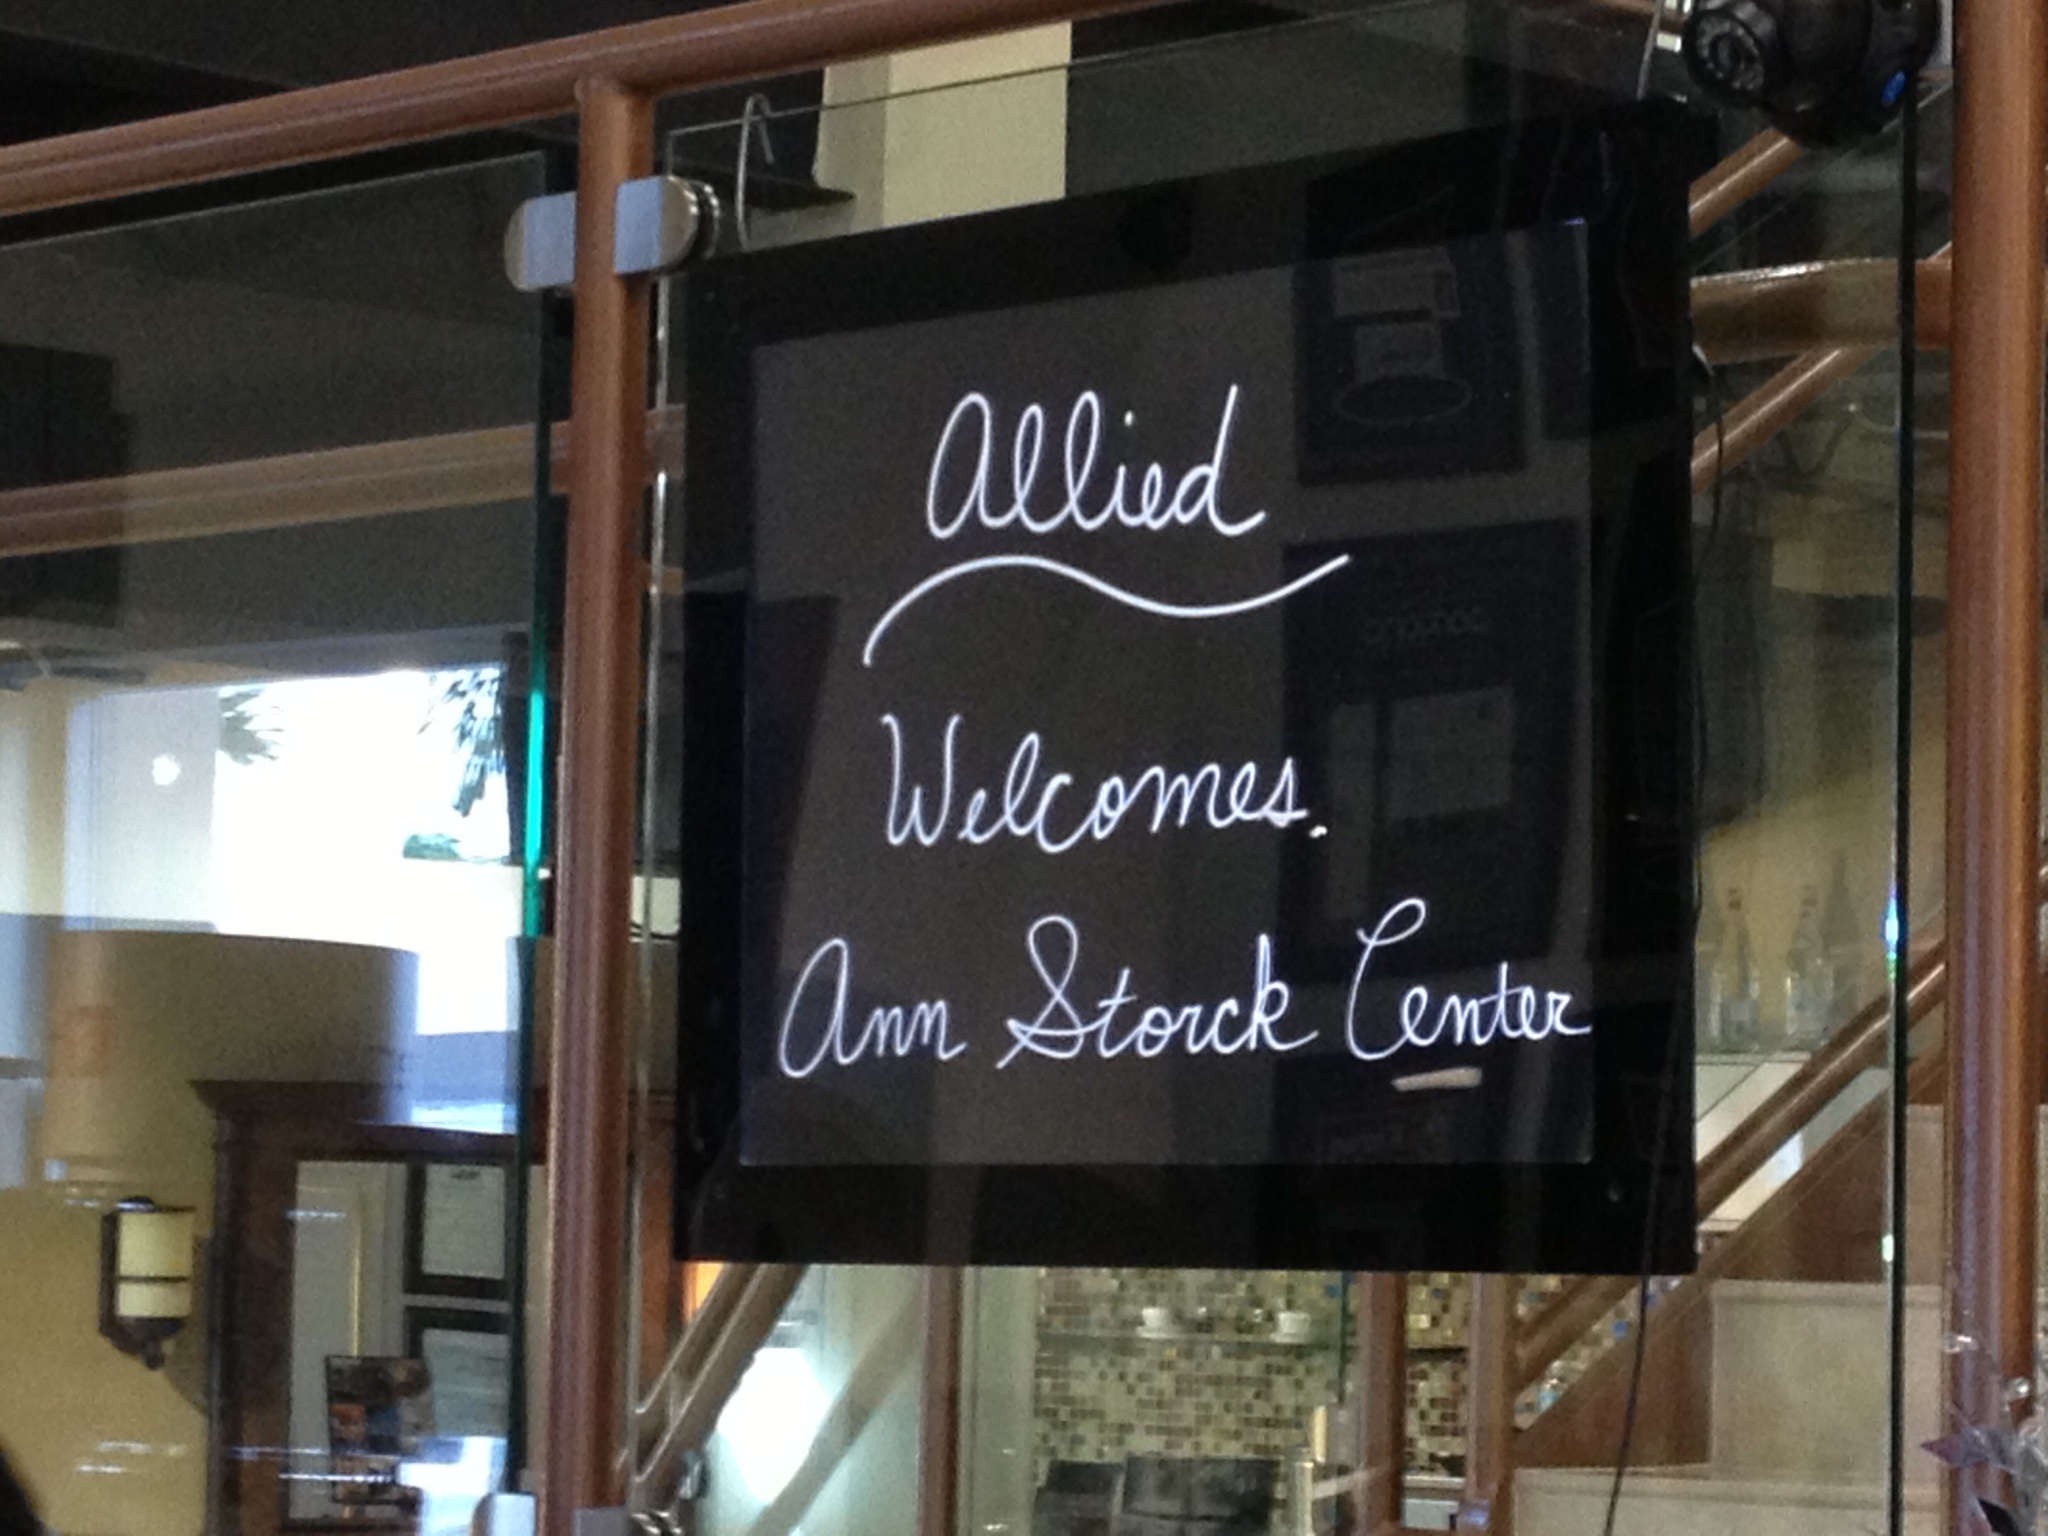 Allied
Welcomes.
Ann Storck Center